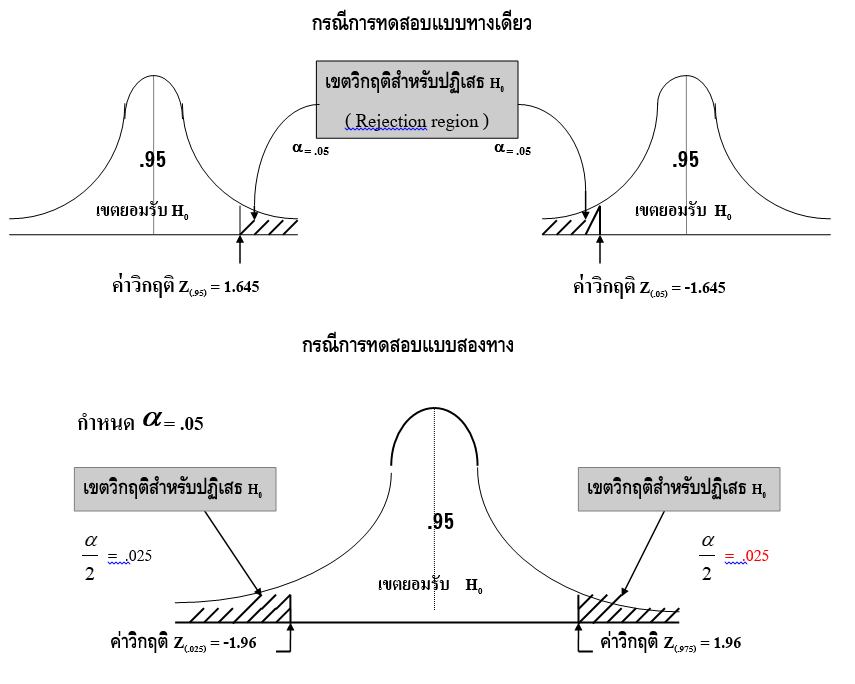 กรณีการทดสอบแบบทางเดียว
เขตวิกฤติสำหรับปฏิเสธ H₀
( Rejection region )
α = .05
α = .05
.95
.95
เขตยอมรับ H₀
เขตยอมรับ H₀
ค่าวิกฤติ Z(.95) = 1.645
ค่าวิกฤติ Z(.05) = -1.645
กรณีการทดสอบแบบสองทาง
กำหนด α = .05
เขตวิกฤติสำหรับปฏิเสธ H₀
เขตวิกฤติสำหรับปฏิเสธ H₀
.95
α/2 = .025
α/2 = .025
เขตยอมรับ H₀
ค่าวิกฤติ Z(.025) = -1.96
ค่าวิกฤติ Z(.975) = 1.96